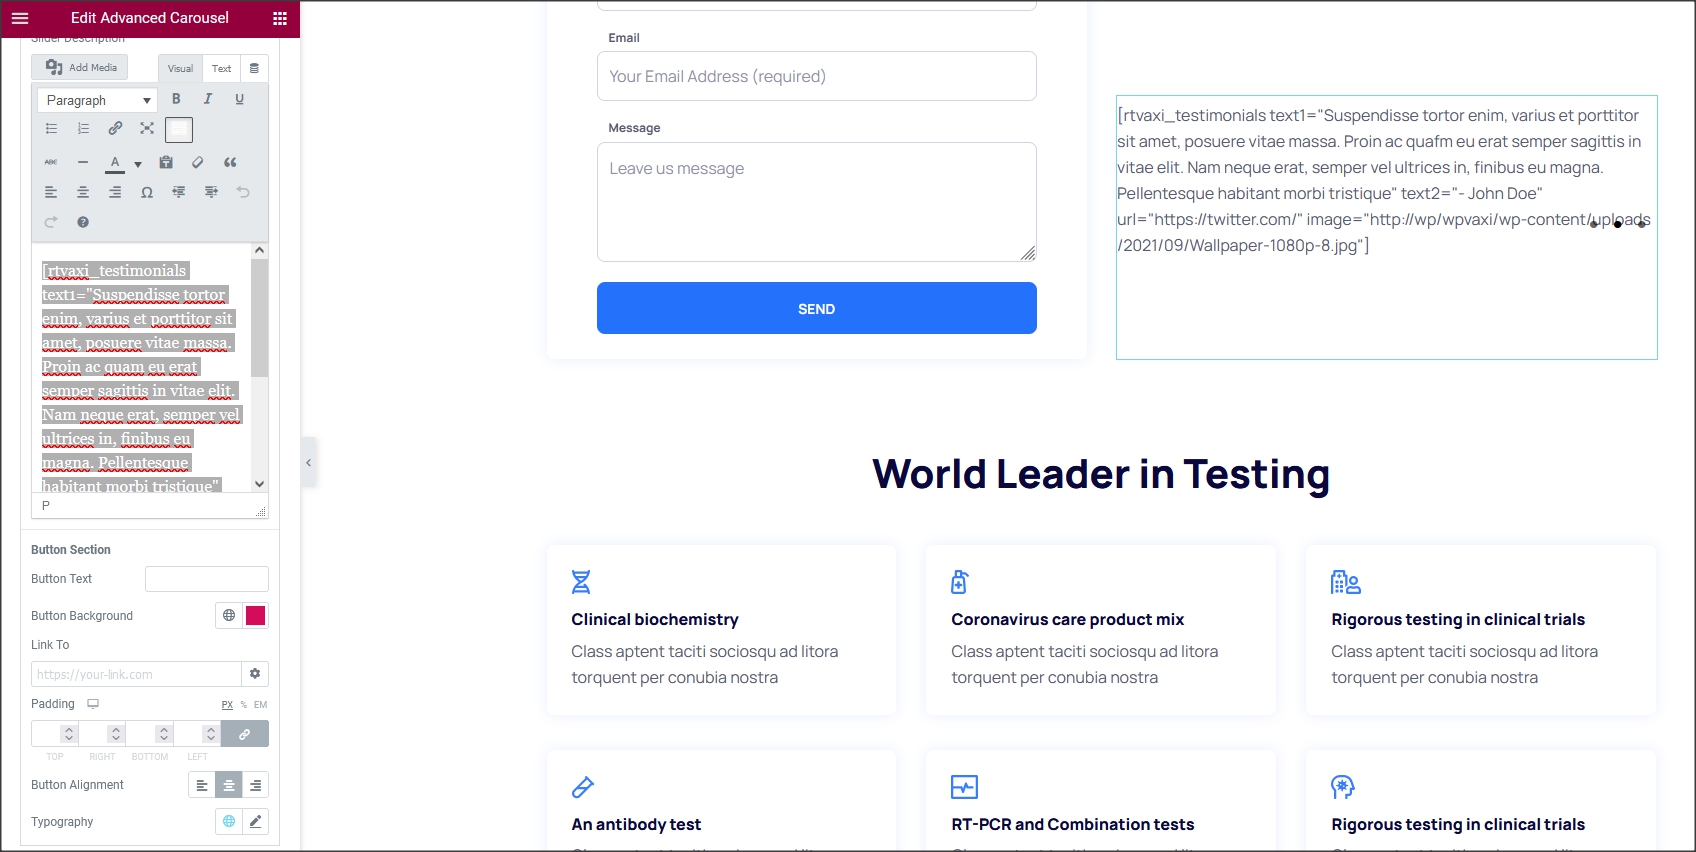 Edit Advanced Carousel
Slider Description
Add Media
Visual
Text
Paragraph
B
I
U
ABC
A
Ω
[rtvaxi_testimonials
text1="Suspendisse tortor
enim, varius et porttitor sit
amet, posuere vitae massa.
Proin ac quam eu erat
semper sagittis in vitae elit.
Nam neque erat, semper vel
ultrices in, finibus eu
magna. Pellentesque
habitant morbi tristique"
P
Button Section
Button Text
Button Background
Link To
https://your-link.com
Padding
PX % EM
TOP RIGHT BOTTOM LEFT
Button Alignment
Typography
Email
Your Email Address (required)
Message
Leave us message
SEND
[rtvaxi_testimonials text1="Suspendisse tortor enim, varius et porttitor
sit amet, posuere vitae massa. Proin ac quafm eu erat semper sagittis in
vitae elit. Nam neque erat, semper vel ultrices in, finibus eu magna.
Pellentesque habitant morbi tristique" text2="- John Doe"
url="https://twitter.com/" image="http://wp/wpvaxi/wp-content/uploads
/2021/09/Wallpaper-1080p-8.jpg"]
World Leader in Testing
Clinical biochemistry
Class aptent taciti sociosqu ad litora
torquent per conubia nostra
Coronavirus care product mix
Class aptent taciti sociosqu ad litora
torquent per conubia nostra
Rigorous testing in clinical trials
Class aptent taciti sociosqu ad litora
torquent per conubia nostra
An antibody test
RT-PCR and Combination tests
Rigorous testing in clinical trials